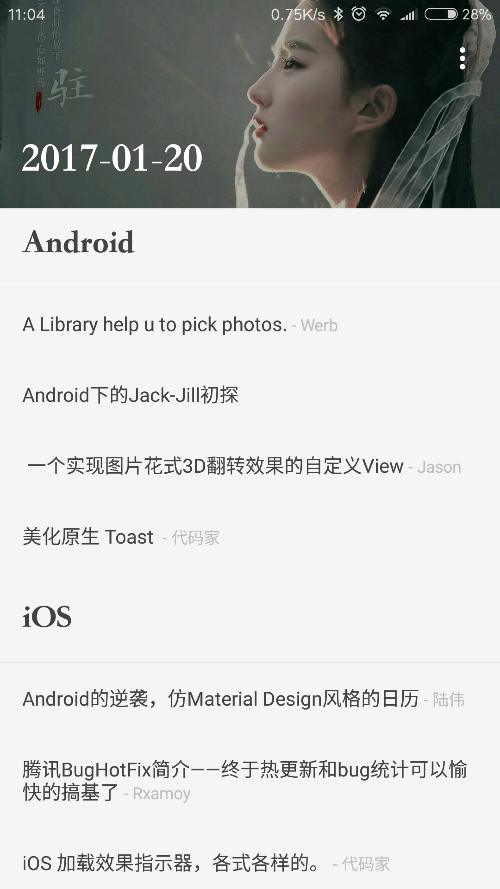 11:04 0.75K/s 28%
驻
2017-01-20
Android
A Library help u to pick photos. - Werb
Android下的Jack-Jill初探
一个实现图片花式3D翻转效果的自定义View - Jason
美化原生 Toast - 代码家
iOS
Android的逆袭，仿Material Design风格的日历 - 陆伟
腾讯BugHotFix简介——终于热更新和bug统计可以愉
快的搞基了 - Rxamoy
iOS 加载效果指示器，各式各样的。 - 代码家